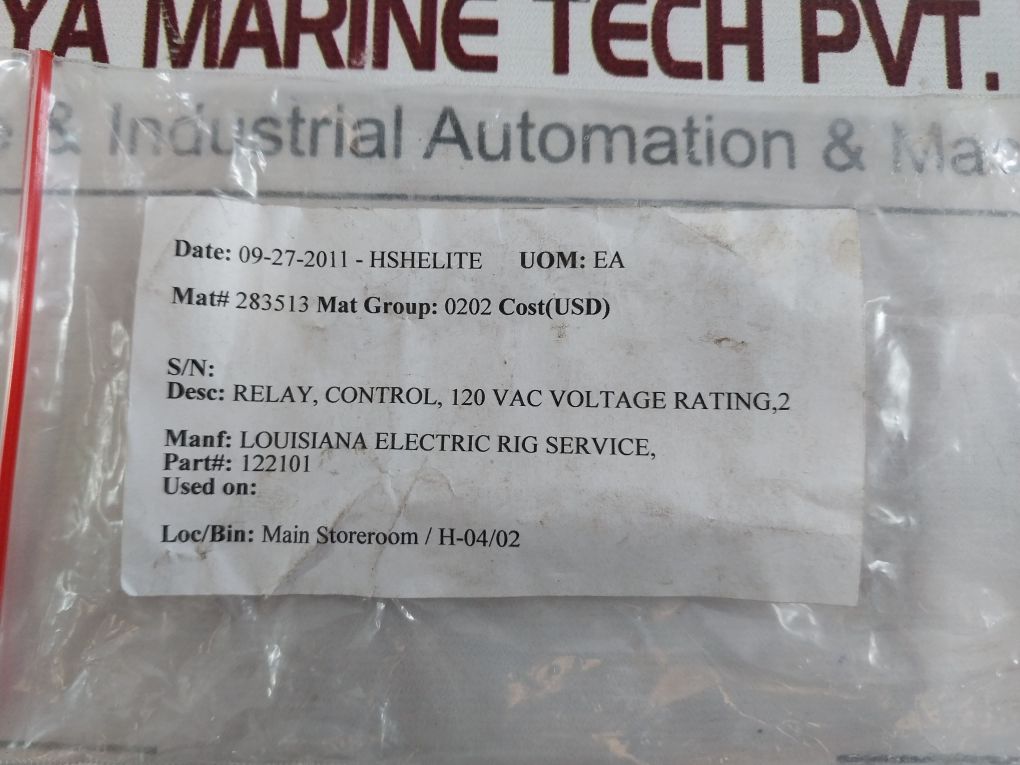 YA MARINE TECH PVT.
& Industrial Automation &
Date: 09-27-2011 - HSHELITE UOM: EA
Mat# 283513 Mat Group: 0202 Cost(USD)
S/N:
Desc: RELAY, CONTROL, 120 VAC VOLTAGE RATING,2
Manf: LOUISIANA ELECTRIC RIG SERVICE,
Part#: 122101
Used on:
Loc/Bin: Main Storeroom / H-04/02